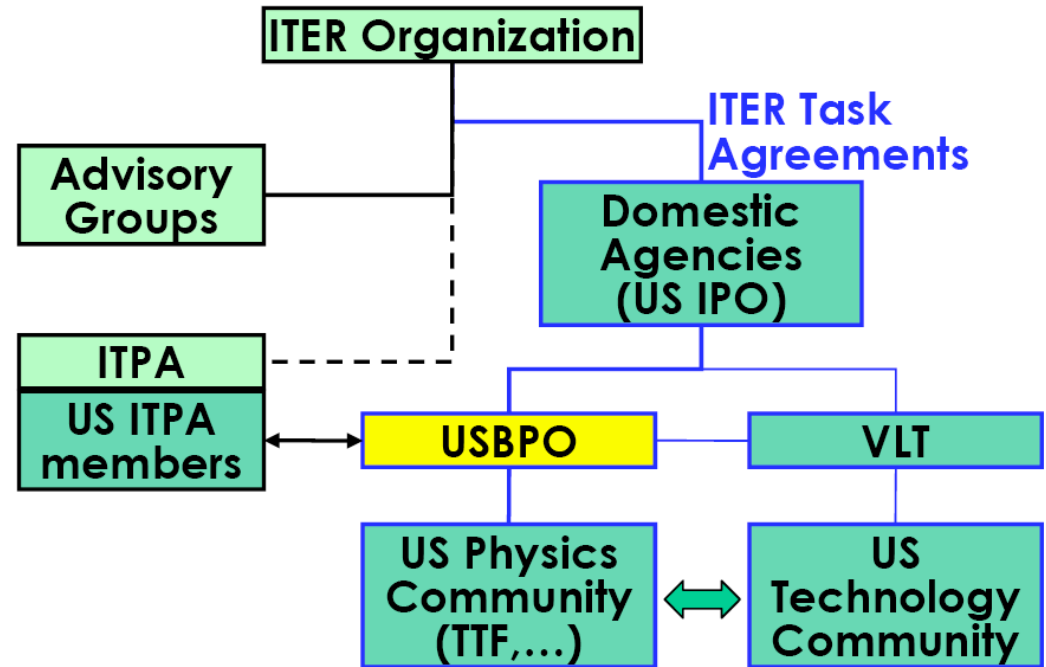 ITER Organization
ITER Task
Agreements
Advisory
Groups
Domestic
Agencies
(US IPO)
ITPA
US ITPA
members
USBPO
VLT
US Physics
Community
(TTF,...)
US
Technology
Community